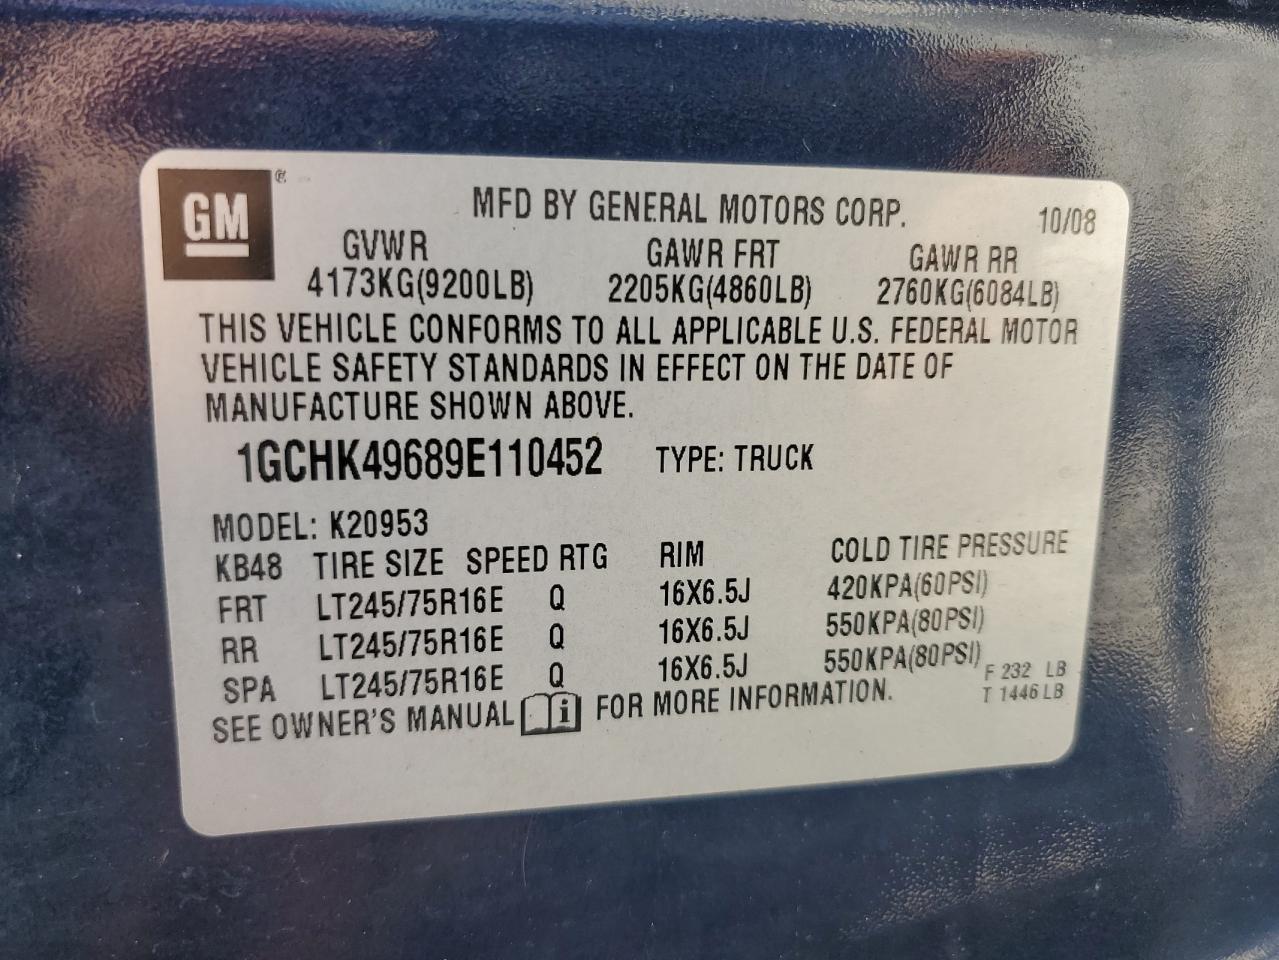 GM
MFD BY GENERAL MOTORS CORP. 10/08
GVWR GAWR FRT GAWR RR
4173KG(9200LB) 2205KG(4860LB) 2760KG(6084LB)
THIS VEHICLE CONFORMS TO ALL APPLICABLE U.S. FEDERAL MOTOR
VEHICLE SAFETY STANDARDS IN EFFECT ON THE DATE OF
MANUFACTURE SHOWN ABOVE.
1GCHK49689E110452 TYPE: TRUCK
MODEL: K20953
KB48 TIRE SIZE SPEED RTG RIM COLD TIRE PRESSURE
FRT LT245/75R16E Q 16X6.5J 420KPA(60PSI)
RR LT245/75R16E Q 16X6.5J 550KPA(80PSI)
SPA LT245/75R16E Q 16X6.5J 550KPA(80PSI) F 232 LB
SEE OWNER'S MANUAL i FOR MORE INFORMATION. T 1446 LB